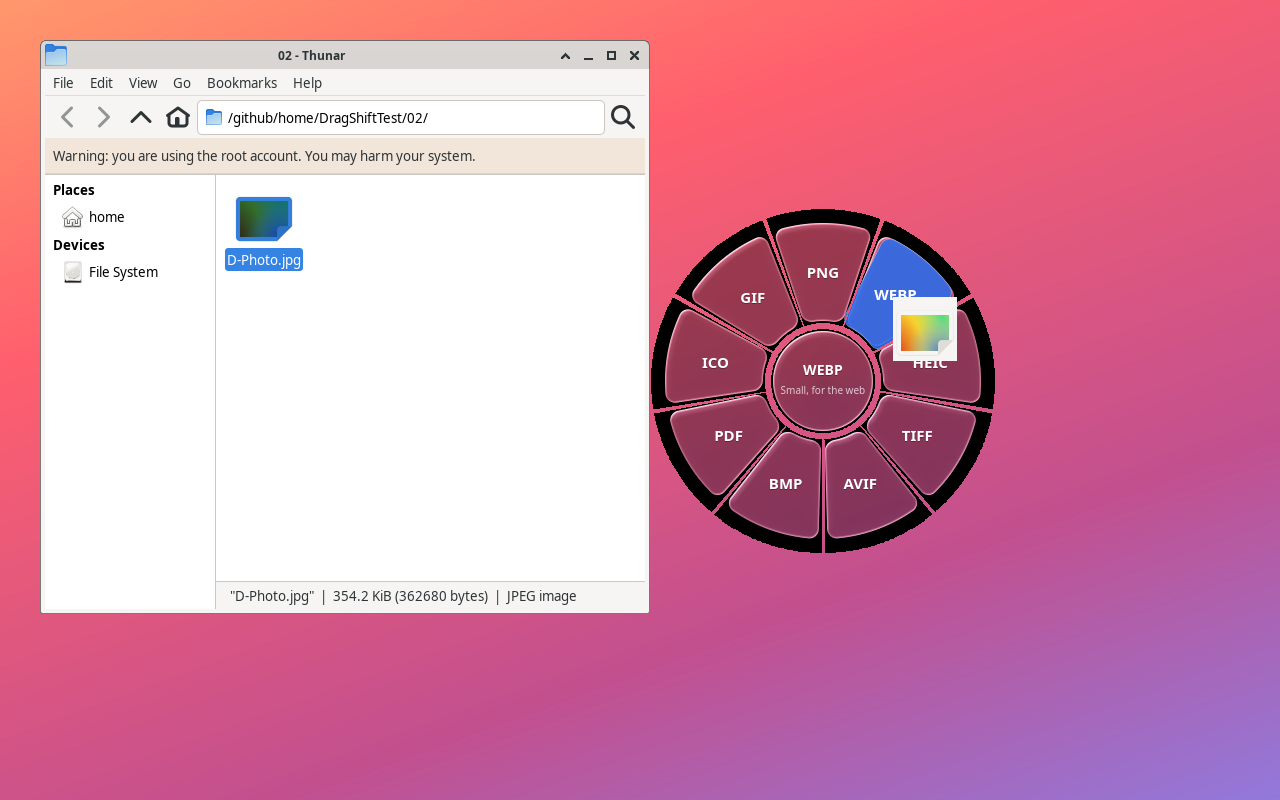 02 - Thunar
File Edit View Go Bookmarks Help
/github/home/DragShiftTest/02/
Warning: you are using the root account. You may harm your system.
Places
home
Devices
File System
D-Photo.jpg
"D-Photo.jpg" | 354.2 KiB (362680 bytes) | JPEG image
PNG
WEBP
GIF
HEIC
ICO
WEBP
Small, for the web
PDF
TIFF
BMP
AVIF